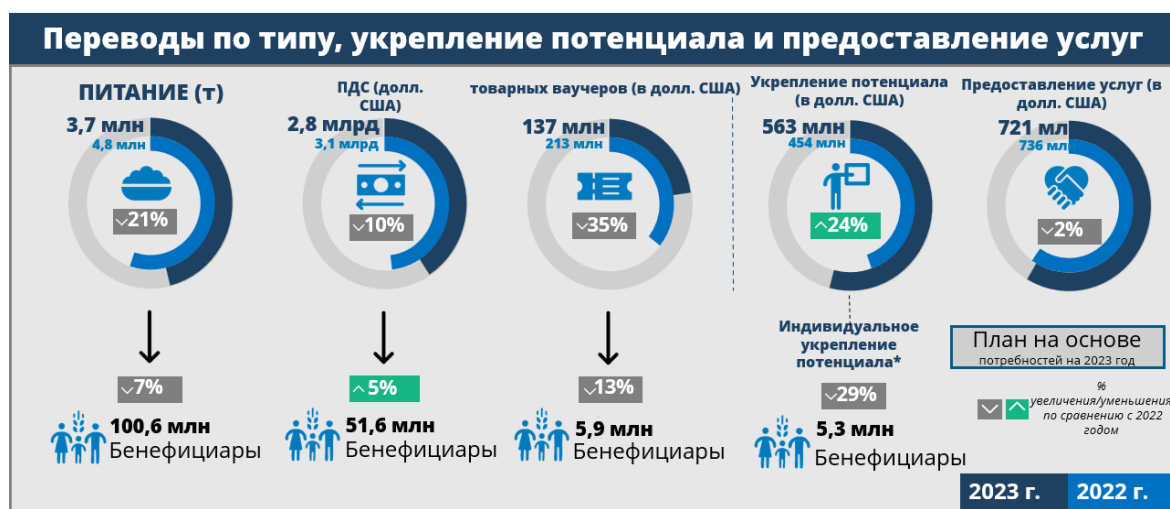 Переводы по типу, укрепление потенциала и предоставление услуг
ПИТАНИЕ (т)
3,7 млн
4,8 млн
21%
7%
100,6 млн
Бенефициары
ПДС (долл.
США)
2,8 млрд
3,1 млрд
10%
5%
51,6 млн
Бенефициары
товарных ваучеров (в долл. США)
137 млн
213 млн
35%
13%
5,9 млн
Бенефициары
Укрепление потенциала
(в долл. США)
563 млн
454 млн
24%
Индивидуальное
укрепление
потенциала*
29%
5,3 млн
Бенефициары
Предоставление услуг (в
долл. США)
721 мл
736 мл
2%
План на основе
потребностей на 2023 год
%
увеличения/уменьшения
по сравнению с 2022
годом
2023 г.
2022 г.